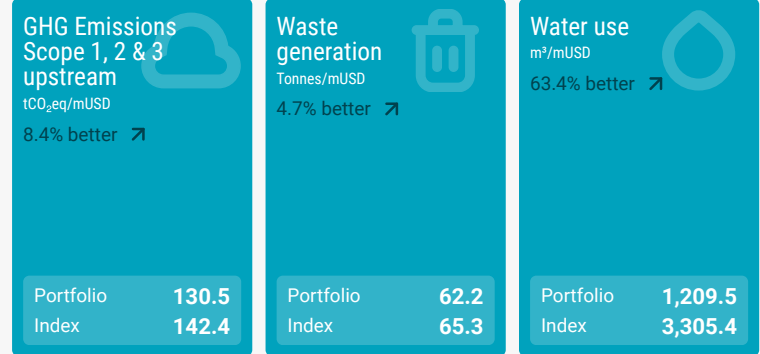 GHG Emissions
Scope 1, 2 & 3
upstream
tCO₂eq/mUSD
8.4% better
Portfolio 130.5
Index 142.4
Waste
generation
Tonnes/mUSD
4.7% better
Portfolio 62.2
Index 65.3
Water use
m³/mUSD
63.4% better
Portfolio 1,209.5
Index 3,305.4